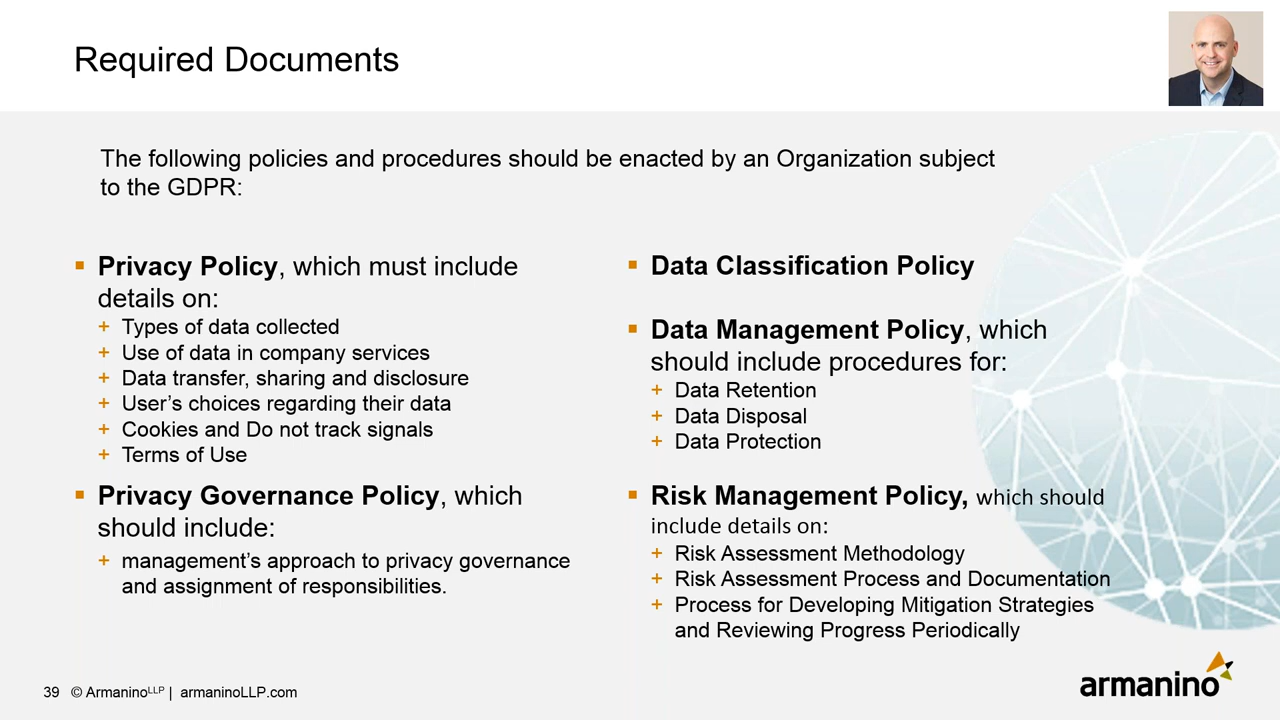 Required Documents
The following policies and procedures should be enacted by an Organization subject
to the GDPR:
▪ Privacy Policy, which must include
details on:
+ Types of data collected
+ Use of data in company services
+ Data transfer, sharing and disclosure
+ User's choices regarding their data
+ Cookies and Do not track signals
+ Terms of Use
▪ Privacy Governance Policy, which
should include:
+ management's approach to privacy governance
and assignment of responsibilities.
▪ Data Classification Policy
▪ Data Management Policy, which
should include procedures for:
+ Data Retention
+ Data Disposal
+ Data Protection
▪ Risk Management Policy, which should
include details on:
+ Risk Assessment Methodology
+ Risk Assessment Process and Documentation
+ Process for Developing Mitigation Strategies
and Reviewing Progress Periodically
39 © ArmaninoLLP | armaninoLLP.com
armanino